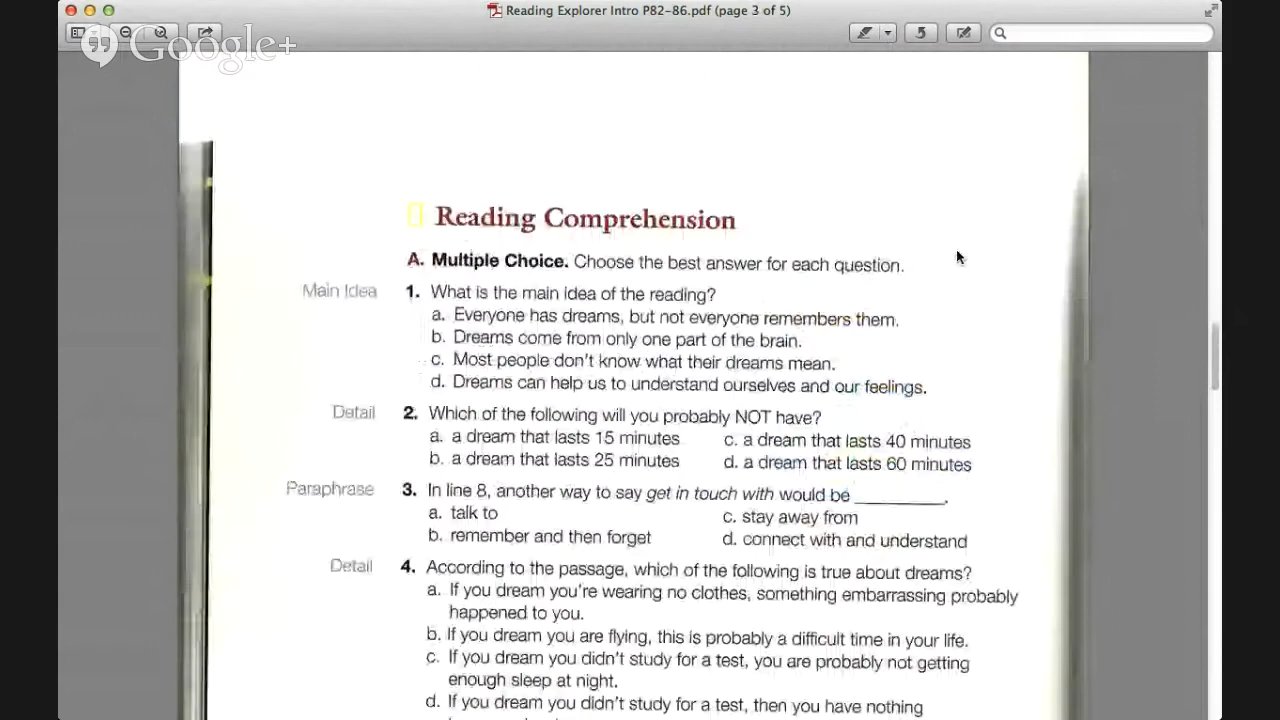 Reading Explorer Intro P82-86.pdf (page 3 of 5)
Google+
Reading Comprehension
A. Multiple Choice. Choose the best answer for each question.
Main Idea 1. What is the main idea of the reading?
a. Everyone has dreams, but not everyone remembers them.
b. Dreams come from only one part of the brain.
c. Most people don't know what their dreams mean.
d. Dreams can help us to understand ourselves and our feelings.
Detail 2. Which of the following will you probably NOT have?
a. a dream that lasts 15 minutes c. a dream that lasts 40 minutes
b. a dream that lasts 25 minutes d. a dream that lasts 60 minutes
Paraphrase 3. In line 8, another way to say get in touch with would be ________.
a. talk to c. stay away from
b. remember and then forget d. connect with and understand
Detail 4. According to the passage, which of the following is true about dreams?
a. If you dream you're wearing no clothes, something embarrassing probably
happened to you.
b. If you dream you are flying, this is probably a difficult time in your life.
c. If you dream you didn't study for a test, you are probably not getting
enough sleep at night.
d. If you dream you didn't study for a test, then you have nothing